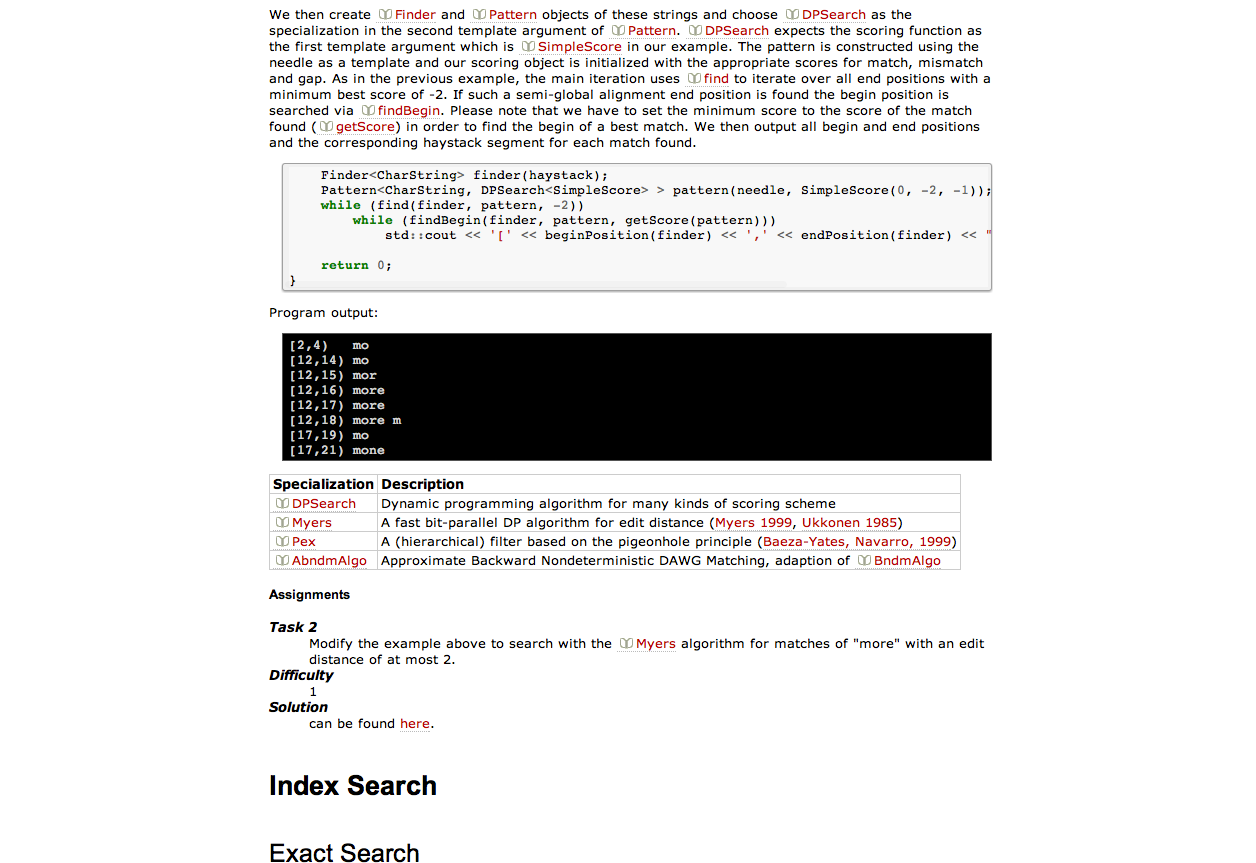 We then create Finder and Pattern objects of these strings and choose DPSearch as the
specialization in the second template argument of Pattern. DPSearch expects the scoring function as
the first template argument which is SimpleScore in our example. The pattern is constructed using the
needle as a template and our scoring object is initialized with the appropriate scores for match, mismatch
and gap. As in the previous example, the main iteration uses find to iterate over all end positions with a
minimum best score of -2. If such a semi-global alignment end position is found the begin position is
searched via findBegin. Please note that we have to set the minimum score to the score of the match
found (getScore) in order to find the begin of a best match. We then output all begin and end positions
and the corresponding haystack segment for each match found.
Finder<CharString> finder(haystack);
Pattern<CharString, DPSearch<SimpleScore> > pattern(needle, SimpleScore(0, -2, -1));
while (find(finder, pattern, -2))
while (findBegin(finder, pattern, getScore(pattern)))
std::cout << '[' << beginPosition(finder) << ',' << endPosition(finder) << "
return 0;
}
Program output:
[2,4) mo
[12,14) mo
[12,15) mor
[12,16) more
[12,17) more
[12,18) more m
[17,19) mo
[17,21) mone
Specialization Description
DPSearch Dynamic programming algorithm for many kinds of scoring scheme
Myers A fast bit-parallel DP algorithm for edit distance (Myers 1999, Ukkonen 1985)
Pex A (hierarchical) filter based on the pigeonhole principle (Baeza-Yates, Navarro, 1999)
AbndmAlgo Approximate Backward Nondeterministic DAWG Matching, adaption of BndmAlgo
Assignments
Task 2
Modify the example above to search with the Myers algorithm for matches of "more" with an edit
distance of at most 2.
Difficulty
1
Solution
can be found here.
Index Search
Exact Search